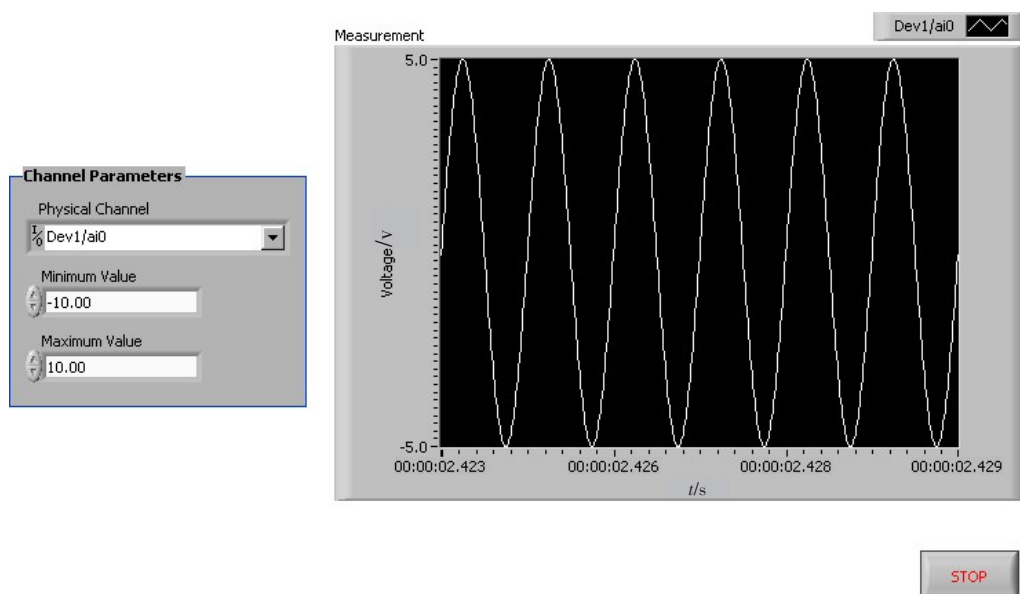 Dev1/ai0
Measurement
5.0
-5.0
Voltage/v
00:00:02.423 00:00:02.426 00:00:02.428 00:00:02.429
t/s
Channel Parameters
Physical Channel
I/O Dev1/ai0
Minimum Value
-10.00
Maximum Value
10.00
STOP